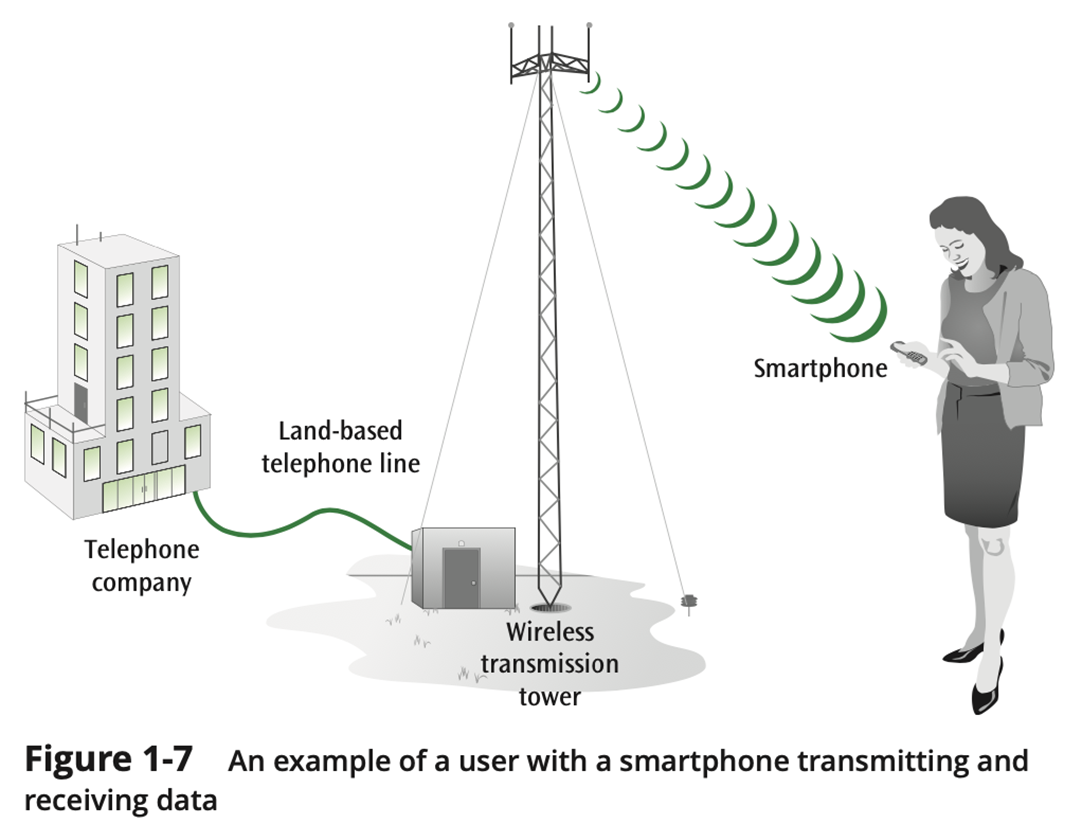 Smartphone
Land-based
telephone line
Telephone
company
Wireless
transmission
tower
Figure 1-7 An example of a user with a smartphone transmitting and
receiving data